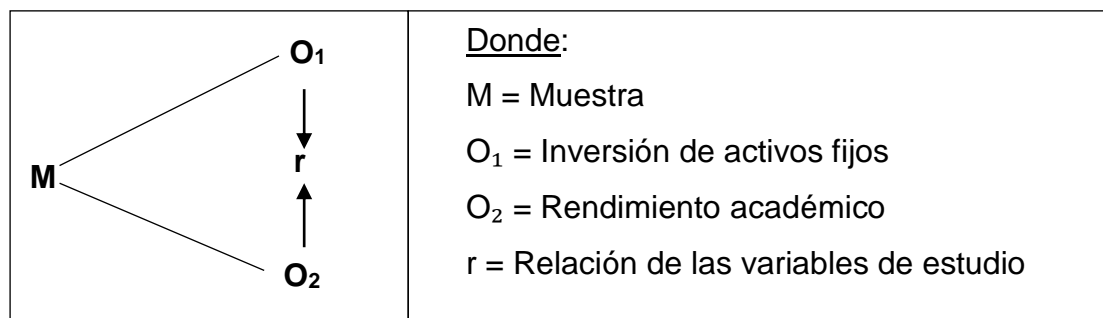 O₁
r
M
O₂
Donde:
M = Muestra
O₁ = Inversión de activos fijos
O₂ = Rendimiento académico
r = Relación de las variables de estudio